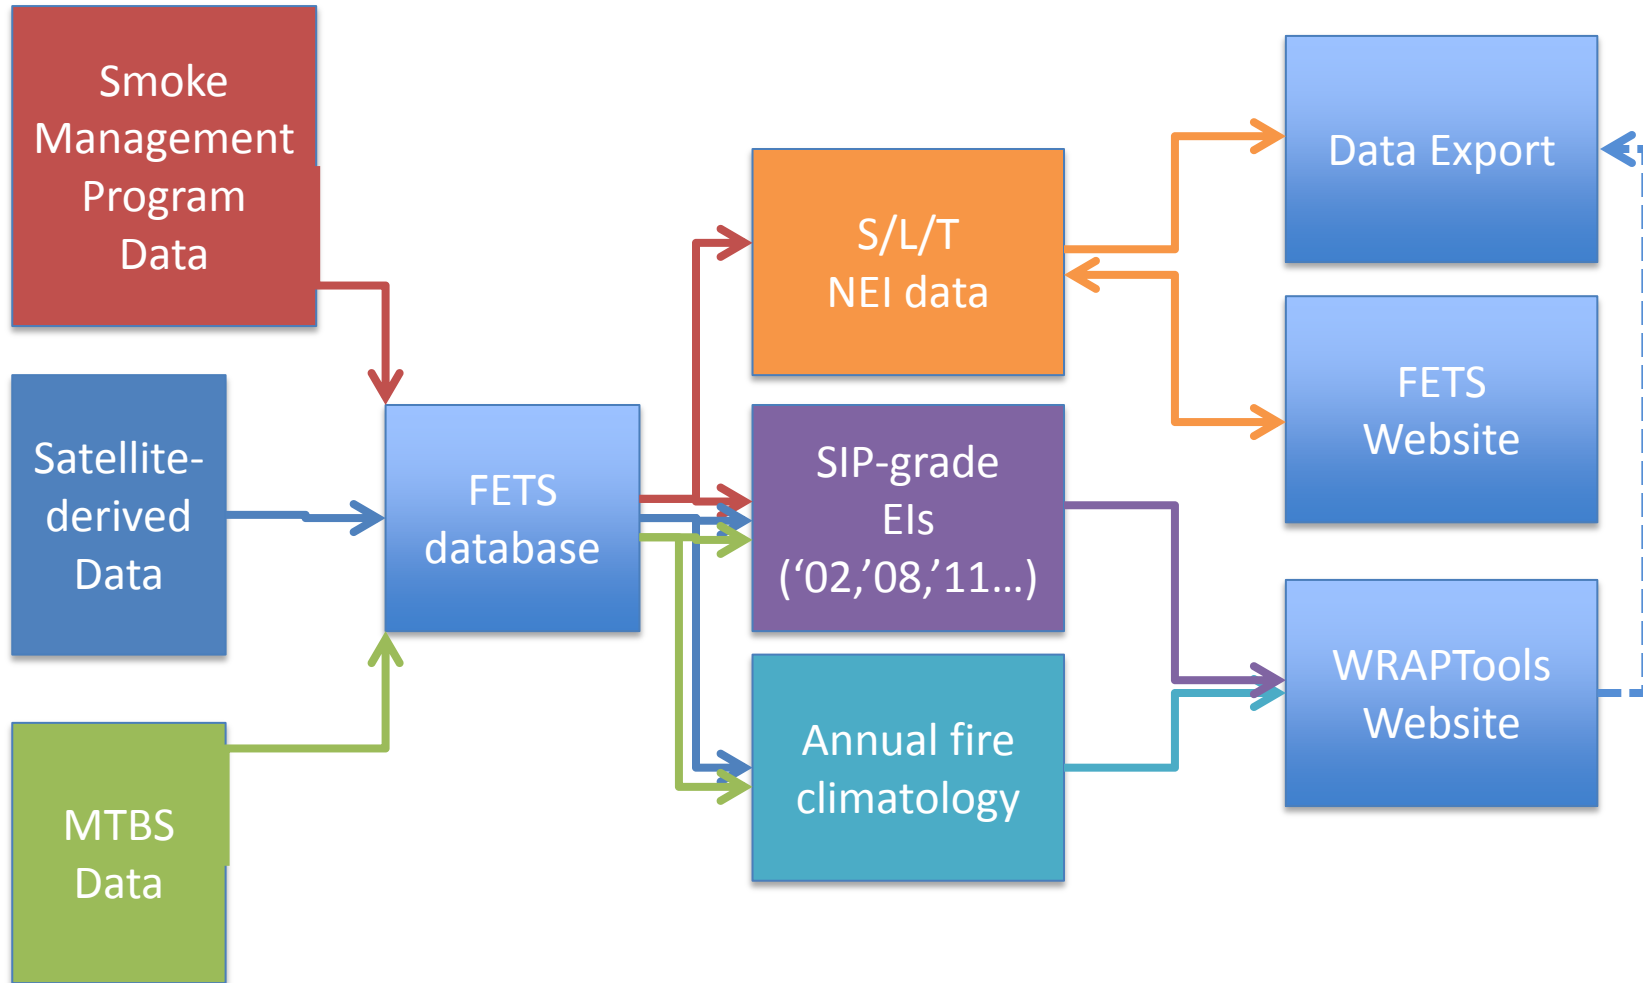 Smoke
Management
Program
Data
Satellite-
derived
Data
MTBS
Data
FETS
database
S/L/T
NEI data
SIP-grade
EIs
(‘02,’08,’11…)
Annual fire
climatology
Data Export
FETS
Website
WRAPTools
Website